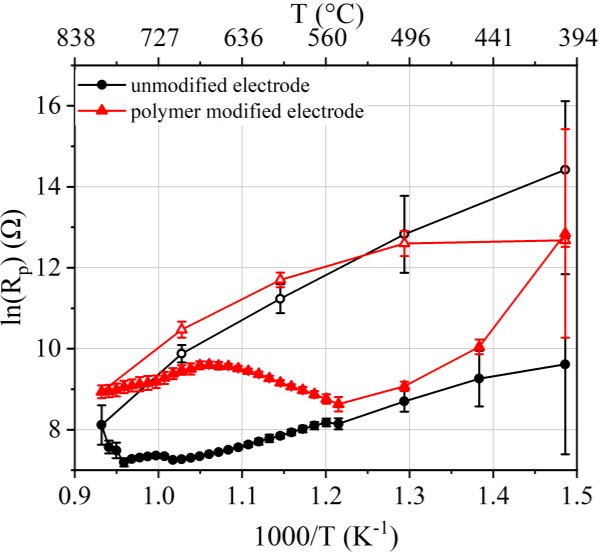 T (°C)
838 727 636 560 496 441 394
unmodified electrode
polymer modified electrode
ln(Rₚ) (Ω)
16
14
12
10
8
0.9 1.0 1.1 1.2 1.3 1.4 1.5
1000/T (K⁻¹)